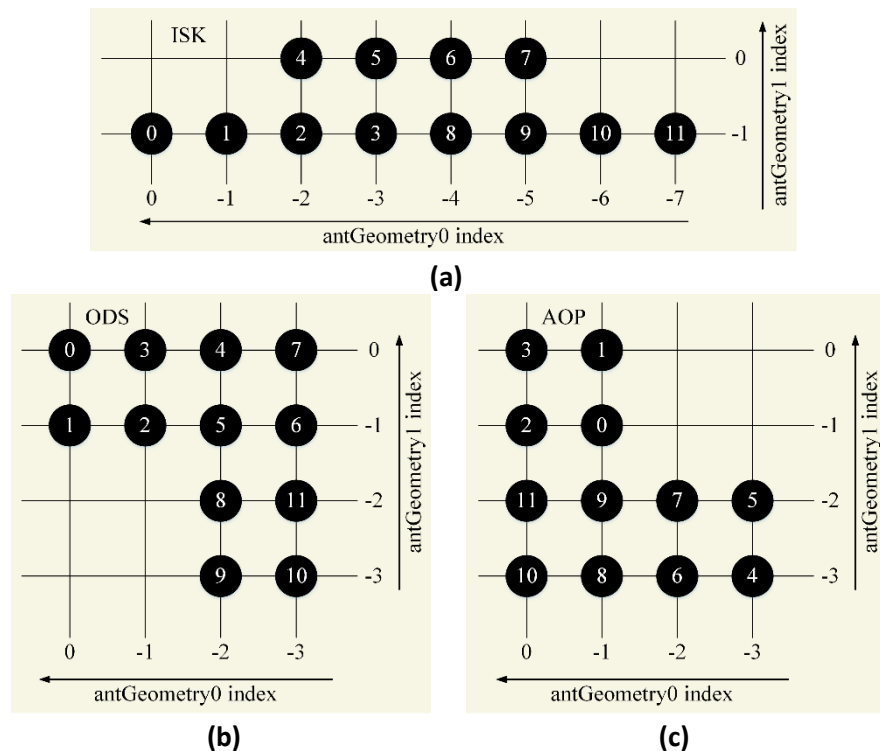 ISK
4 5 6 7 0
0 1 2 3 8 9 10 11 -1
0 -1 -2 -3 -4 -5 -6 -7
antGeometry0 index
antGeometry1 index
(a)
ODS
0 3 4 7 0
1 2 5 6 -1
8 11 -2
9 10 -3
0 -1 -2 -3
antGeometry0 index
antGeometry1 index
(b)
AOP
3 1 0
2 0 -1
11 9 7 5 -2
10 8 6 4 -3
0 -1 -2 -3
antGeometry0 index
antGeometry1 index
(c)